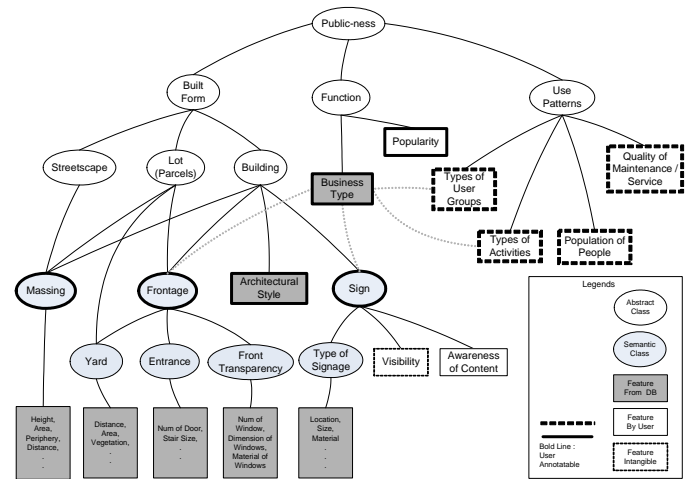 Public-ness
Built
Form
Function
Use
Patterns
Popularity
Streetscape
Lot
(Parcels)
Building
Business
Type
Types of
User
Groups
Quality of
Maintenance /
Service
Types of
Activities
Population of
People
Massing
Frontage
Architectural
Style
Sign
Yard
Entrance
Front
Transparency
Type of
Signage
Visibility
Awareness
of Content
Height,
Area,
Periphery,
Distance,
.
.
Distance,
Area,
Vegetation,
.
.
Num of Door,
Stair Size,
.
.
Num of
Window,
Dimension of
Windows,
Material of
Windows
Location,
Size,
Material
.
.
Legends
Abstract
Class
Semantic
Class
Feature
From DB
Feature
By User
Feature
Intangible
Bold Line :
User
Annotatable